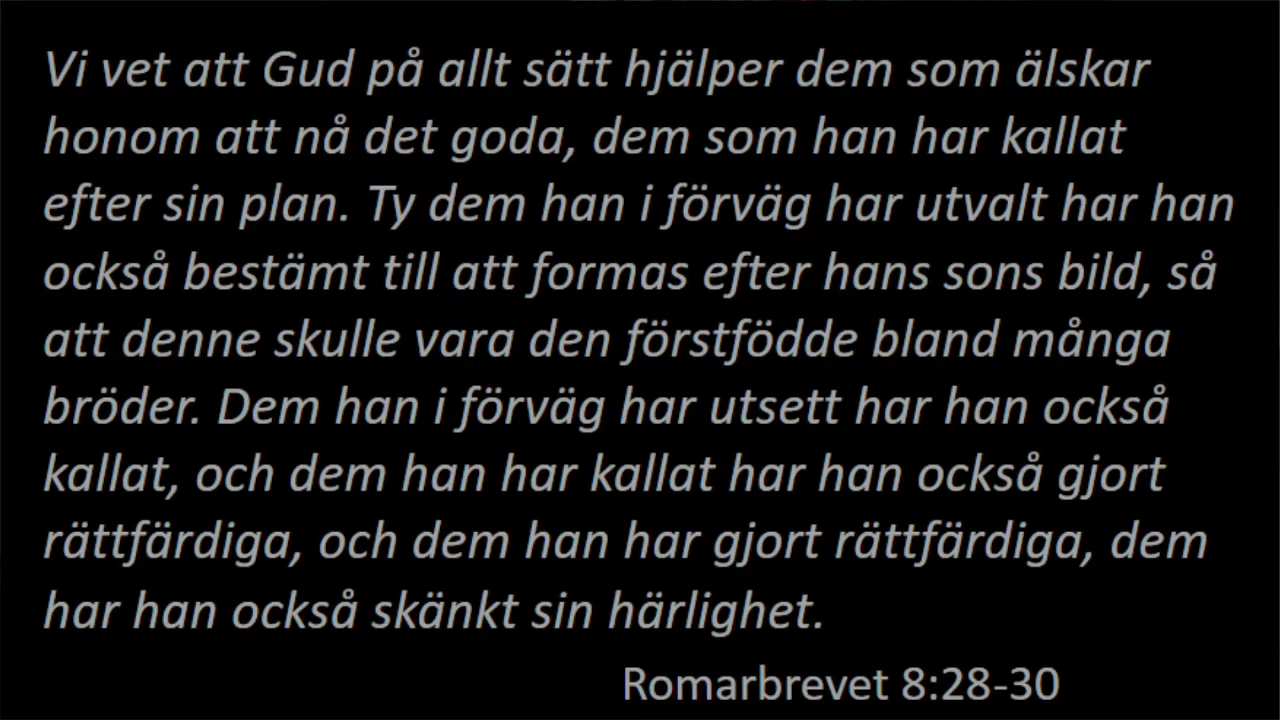 Vi vet att Gud på allt sätt hjälper dem som älskar
honom att nå det goda, dem som han har kallat
efter sin plan. Ty dem han i förväg har utvalt har han
också bestämt till att formas efter hans sons bild, så
att denne skulle vara den förstfödde bland många
bröder. Dem han i förväg har utsett har han också
kallat, och dem han har kallat har han också gjort
rättfärdiga, och dem han har gjort rättfärdiga, dem
har han också skänkt sin härlighet.
Romarbrevet 8:28-30